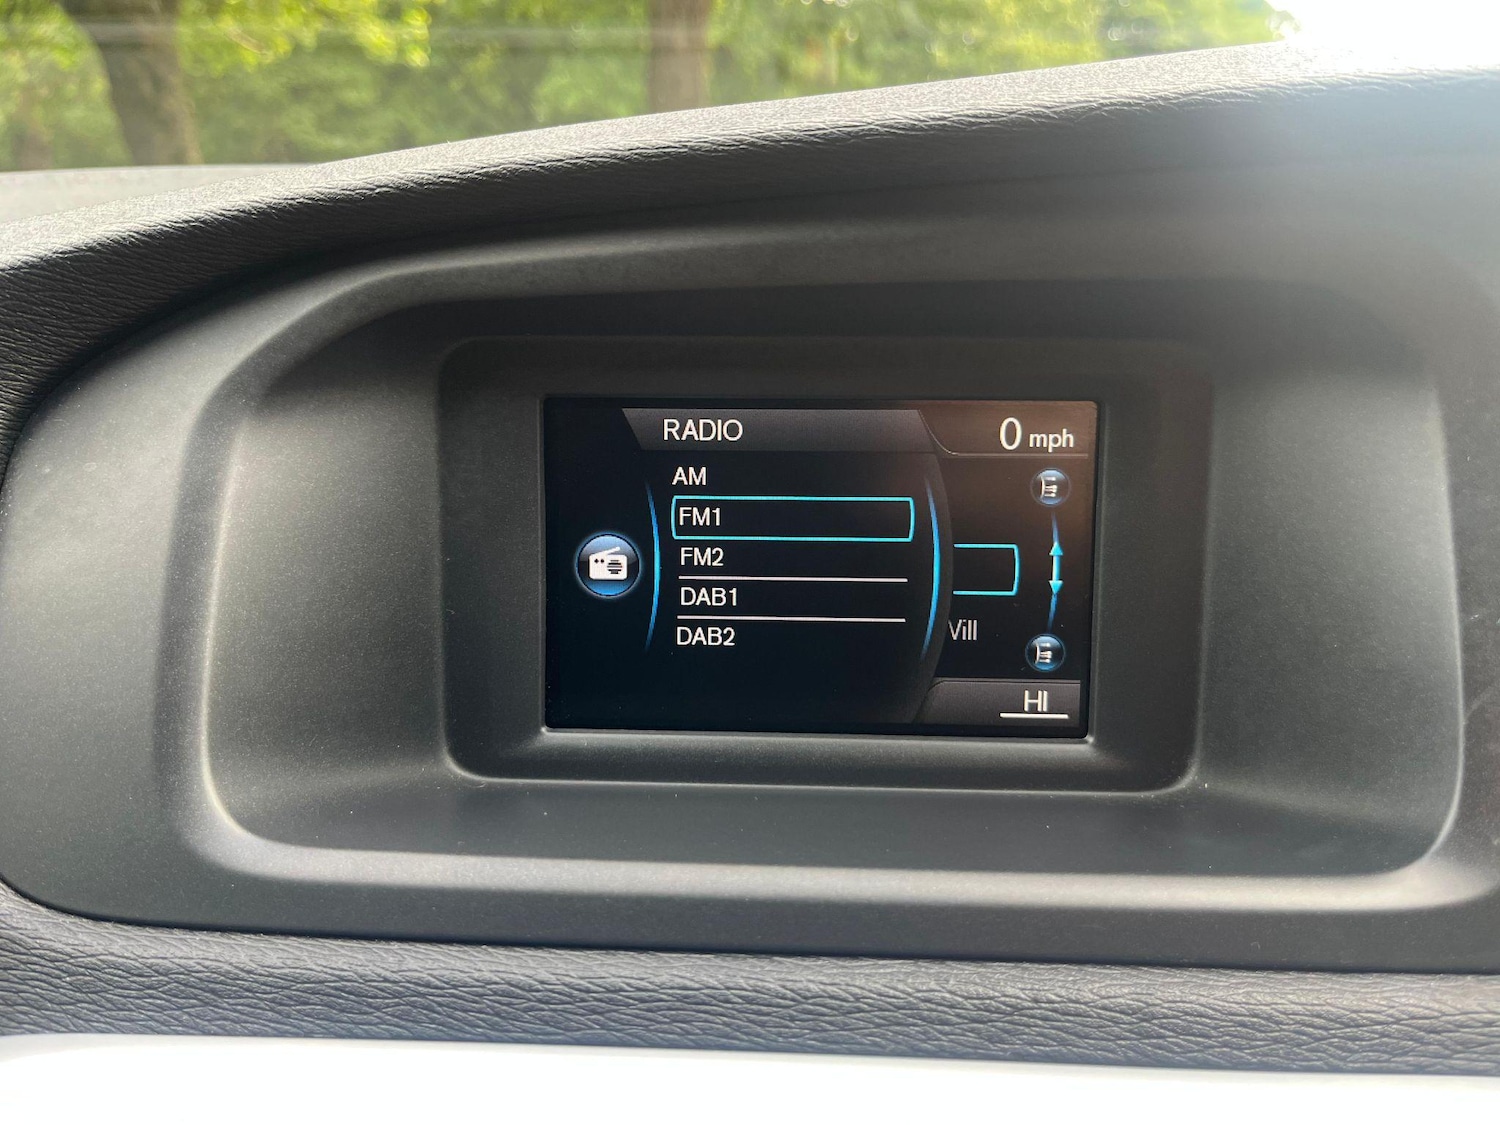 RADIO
0 mph
AM
FM1
FM2
DAB1
DAB2
Vill
HI